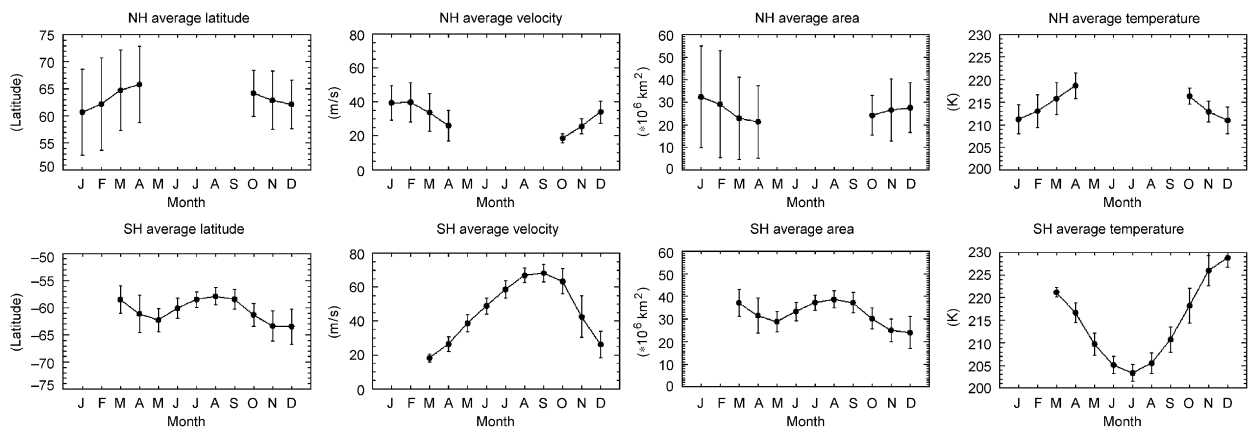 NH average latitude
75
70
65
60
55
50
(Latitude)
J F M A M J J A S O N D
Month
NH average velocity
80
60
40
20
0
(m/s)
J F M A M J J A S O N D
Month
NH average area
60
50
40
30
20
10
0
(*10⁶ km²)
J F M A M J J A S O N D
Month
NH average temperature
230
225
220
215
210
205
200
(K)
J F M A M J J A S O N D
Month
SH average latitude
−50
−55
−60
−65
−70
−75
(Latitude)
J F M A M J J A S O N D
Month
SH average velocity
80
60
40
20
0
(m/s)
J F M A M J J A S O N D
Month
SH average area
60
50
40
30
20
10
0
(*10⁶ km²)
J F M A M J J A S O N D
Month
SH average temperature
230
225
220
215
210
205
200
(K)
J F M A M J J A S O N D
Month